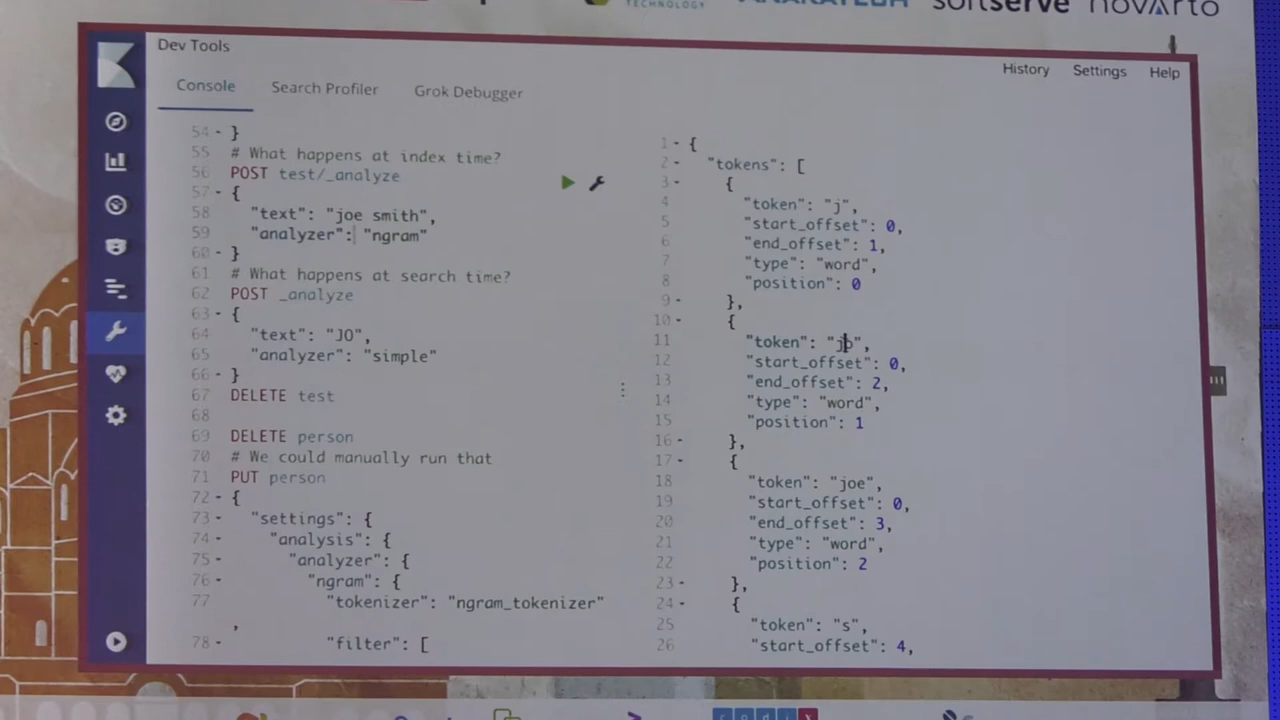 TECHNOLOGY
softserve
novarto
Dev Tools
History Settings Help
Console Search Profiler Grok Debugger
54 - }
55 # What happens at index time?
56 POST test/_analyze
57 - {
58 "text": "joe smith",
59 "analyzer": "ngram"
60 - }
61 # What happens at search time?
62 POST _analyze
63 - {
64 "text": "JO",
65 "analyzer": "simple"
66 - }
67 DELETE test
68
69 DELETE person
70 # We could manually run that
71 PUT person
72 - {
73 - "settings": {
74 - "analysis": {
75 - "analyzer": {
76 - "ngram": {
77 "tokenizer": "ngram_tokenizer"
,
78 - "filter": [
1 - {
2 - "tokens": [
3 - {
4 "token": "j",
5 "start_offset": 0,
6 "end_offset": 1,
7 "type": "word",
8 "position": 0
9 - },
10 - {
11 "token": "jo",
12 "start_offset": 0,
13 "end_offset": 2,
14 "type": "word",
15 "position": 1
16 - },
17 - {
18 "token": "joe",
19 "start_offset": 0,
20 "end_offset": 3,
21 "type": "word",
22 "position": 2
23 - },
24 - {
25 "token": "s",
26 "start_offset": 4,